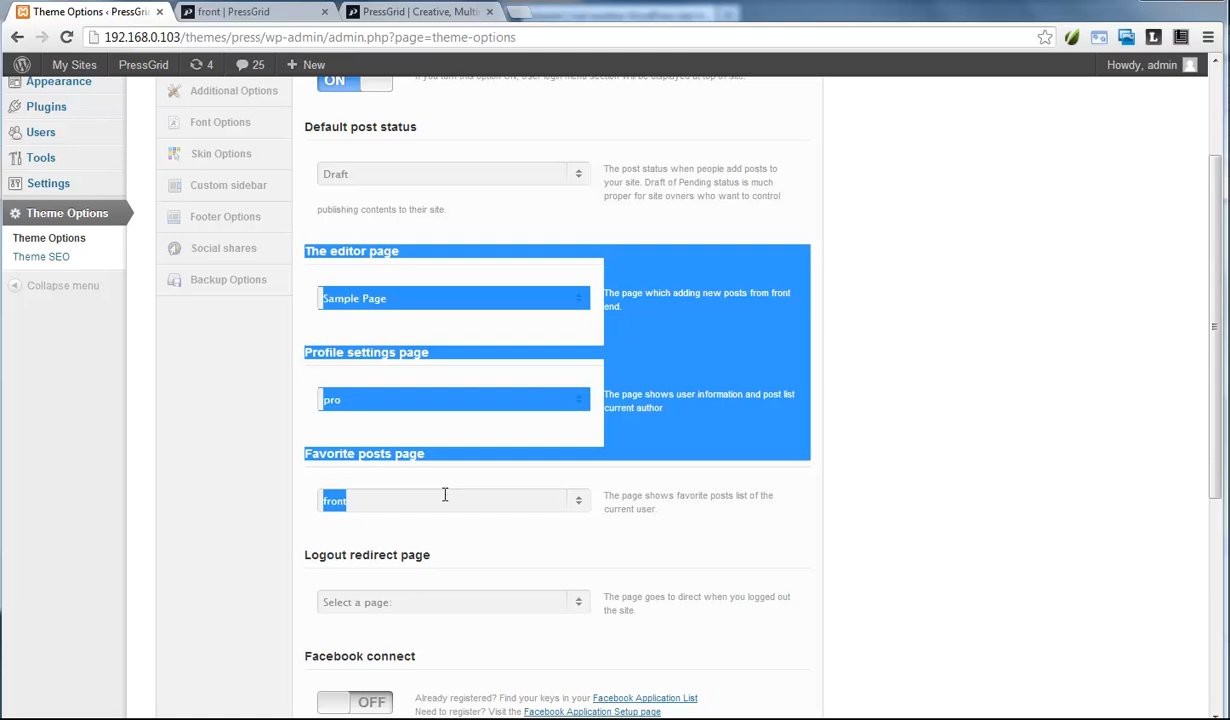 Theme Options ‹ PressGri
front | PressGrid
PressGrid | Creative, Multi
192.168.0.103/themes/press/wp-admin/admin.php?page=theme-options
My Sites
PressGrid
4
25
+ New
Howdy, admin
Appearance
Plugins
Users
Tools
Settings
Theme Options
Theme Options
Theme SEO
Collapse menu
Additional Options
Font Options
Skin Options
Custom sidebar
Footer Options
Social shares
Backup Options
ON
If you turn this option ON, User login menu section will be displayed at top of site.
Default post status
Draft
The post status when people add posts to
your site. Draft of Pending status is much
proper for site ovners who want to control
publishing contents to their site.
The editor page
Sample Page
The page which adding new posts from front
end.
Profile settings page
pro
The page shows user information and post list
current author
Favorite posts page
front
The page shows favorite posts list of the
current user.
Logout redirect page
Select a page:
The page goes to direct when you logged out
the site.
Facebook connect
OFF
Already registered? Find your keys in your Facebook Application List
Need to register? Visit the Facebook Application Setup page